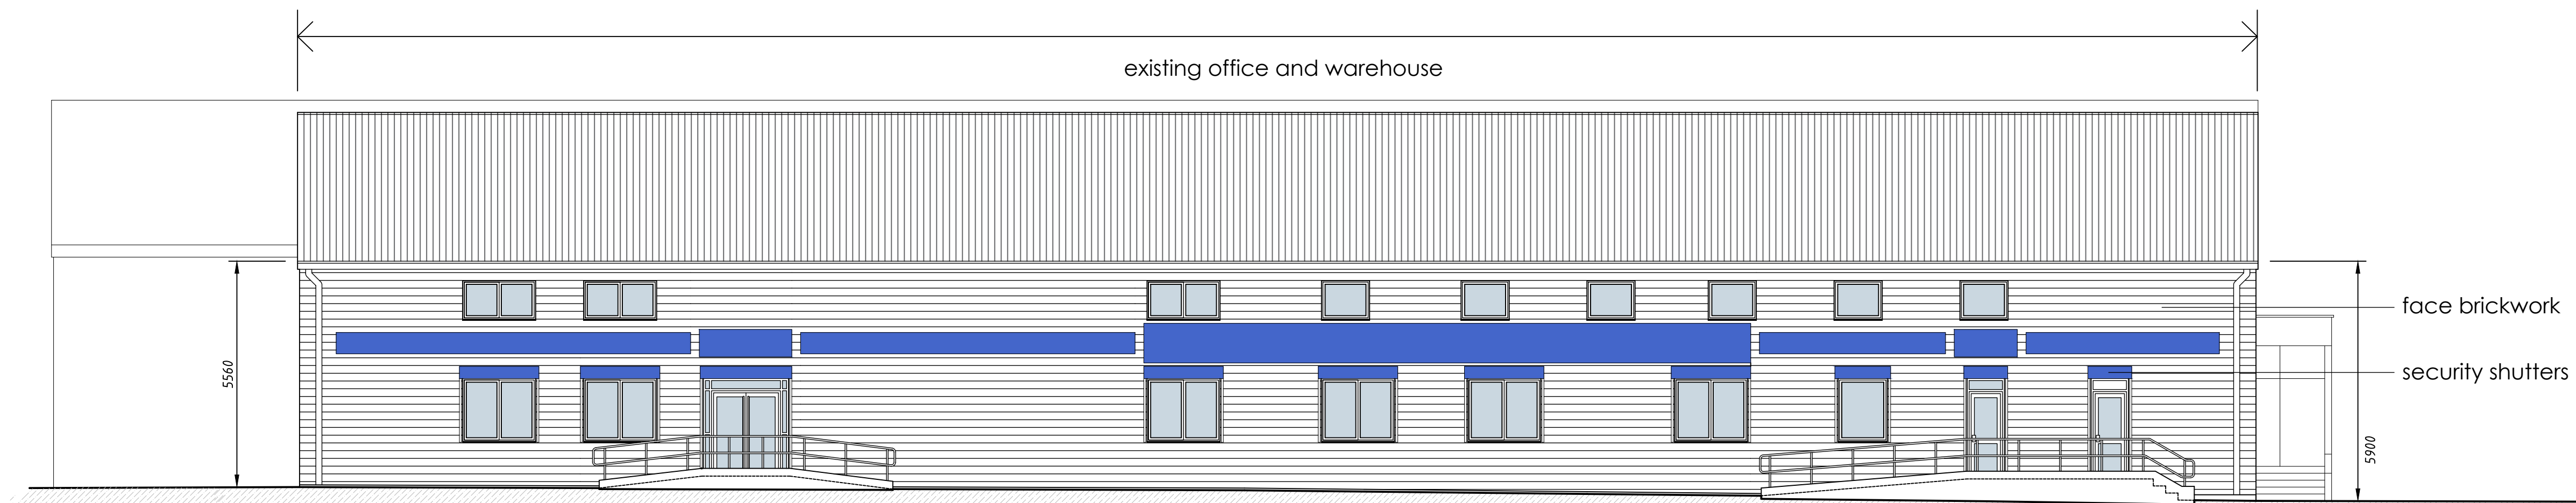 existing office and warehouse
face brickwork
5560
security shutters
5900